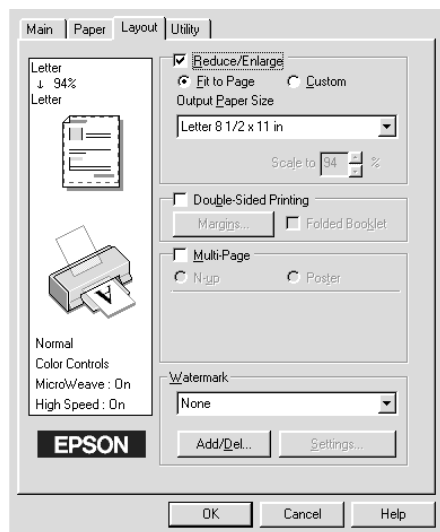 Main Paper Layout Utility
Letter
↓ 94%
Letter
Normal
Color Controls
MicroWeave : On
High Speed : On
EPSON
Reduce/Enlarge
Fit to Page Custom
Output Paper Size
Letter 8 1/2 x 11 in
Scale to 94 %
Double-Sided Printing
Margins... Folded Booklet
Multi-Page
N-up Poster
Watermark
None
Add/Del... Settings...
OK Cancel Help